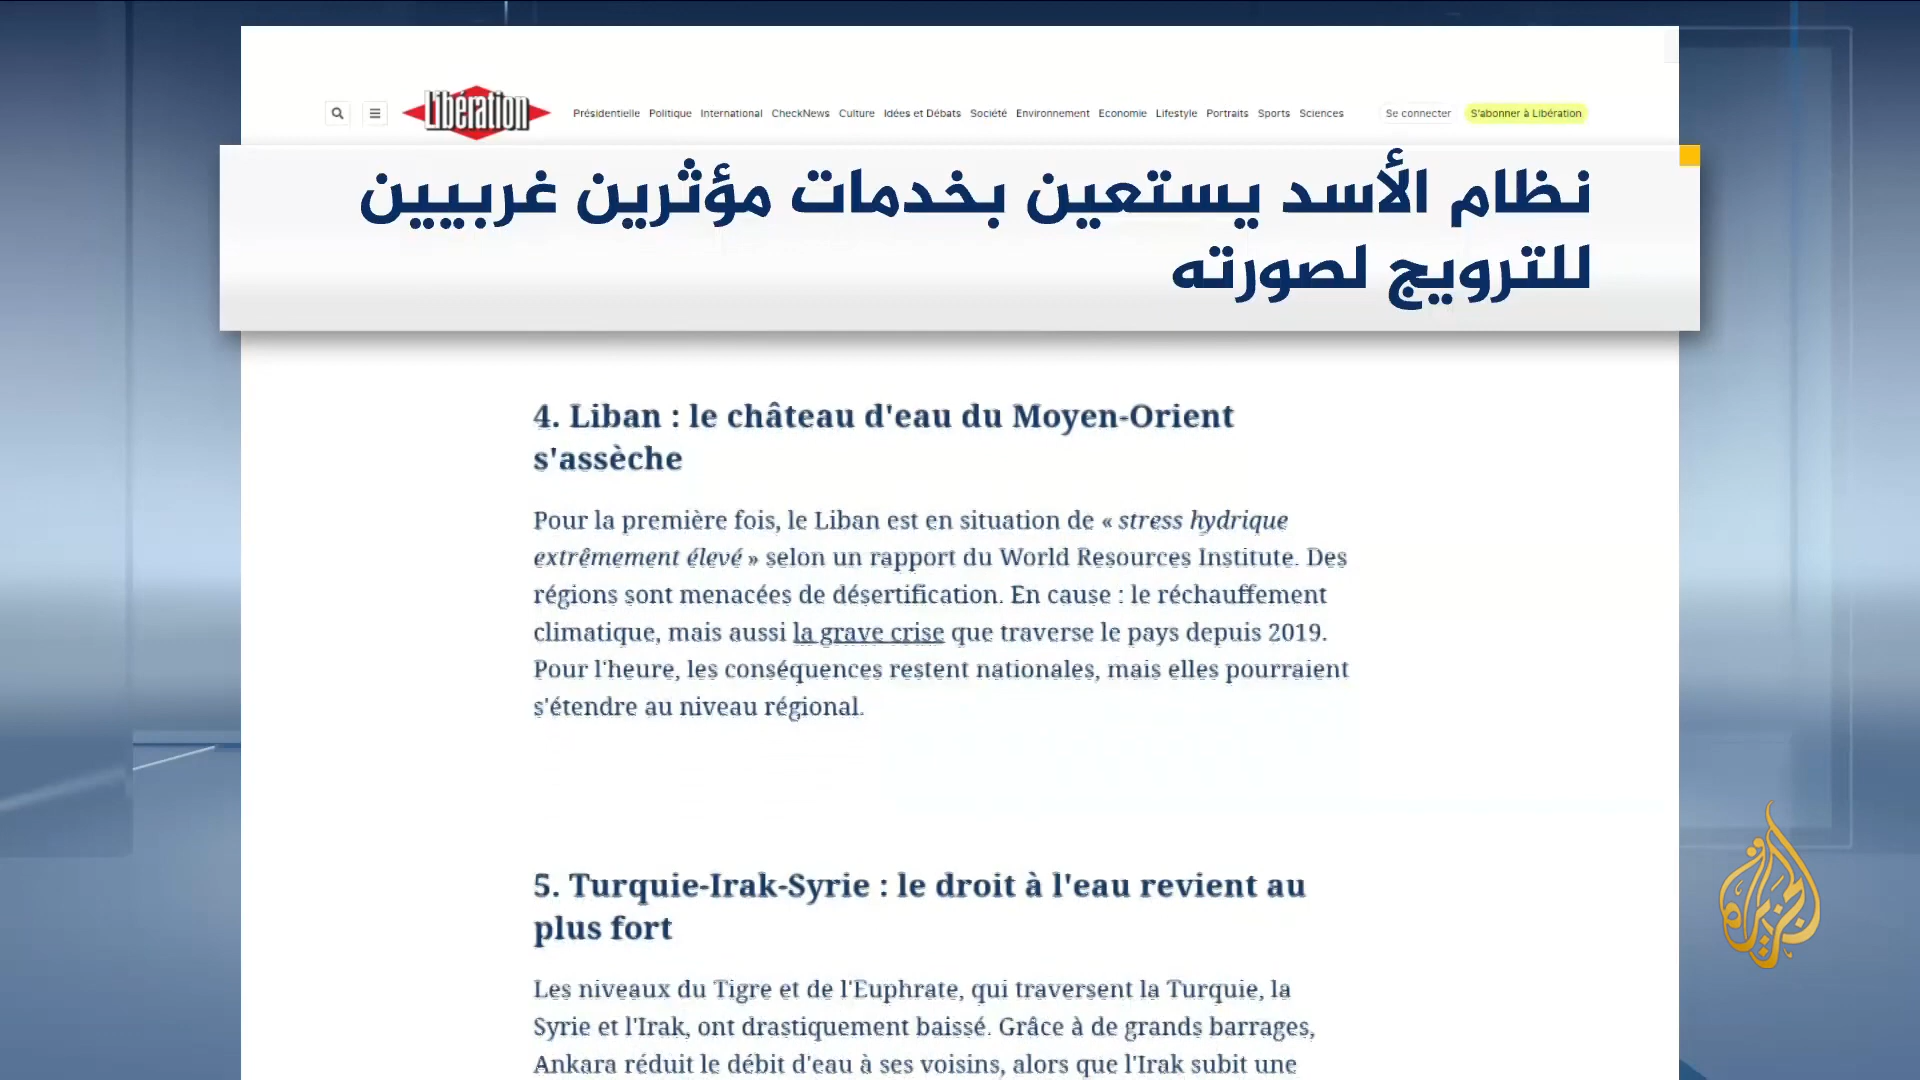 Libération
Présidentielle Politique International CheckNews Culture Idées et Débats Société Environnement Economie Lifestyle Portraits Sports Sciences Se connecter S'abonner à Libération
نظام الأسد يستعين بخدمات مؤثرين غربيين
للترويج لصورته
4. Liban : le château d'eau du Moyen-Orient
s'assèche
Pour la première fois, le Liban est en situation de « stress hydrique
extrêmement élevé » selon un rapport du World Resources Institute. Des
régions sont menacées de désertification. En cause : le réchauffement
climatique, mais aussi la grave crise que traverse le pays depuis 2019.
Pour l'heure, les conséquences restent nationales, mais elles pourraient
s'étendre au niveau régional.
5. Turquie-Irak-Syrie : le droit à l'eau revient au
plus fort
Les niveaux du Tigre et de l'Euphrate, qui traversent la Turquie, la
Syrie et l'Irak, ont drastiquement baissé. Grâce à de grands barrages,
Ankara réduit le débit d'eau à ses voisins, alors que l'Irak subit une
الجزيرة